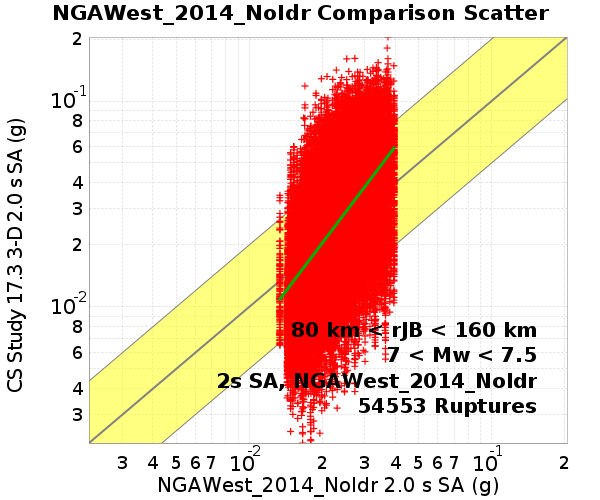 NGAWest_2014_NoIdr Comparison Scatter
CS Study 17.3 3-D 2.0 s SA (g)
2
10-1
8
6
4
3
2
10-2
8
6
4
3
80 km < rJB < 160 km
7 < Mw < 7.5
2s SA, NGAWest_2014_NoIdr
54553 Ruptures
3 4 5 6 7 10-2 2 3 4 5 6 7 10-1 2
NGAWest_2014_NoIdr 2.0 s SA (g)